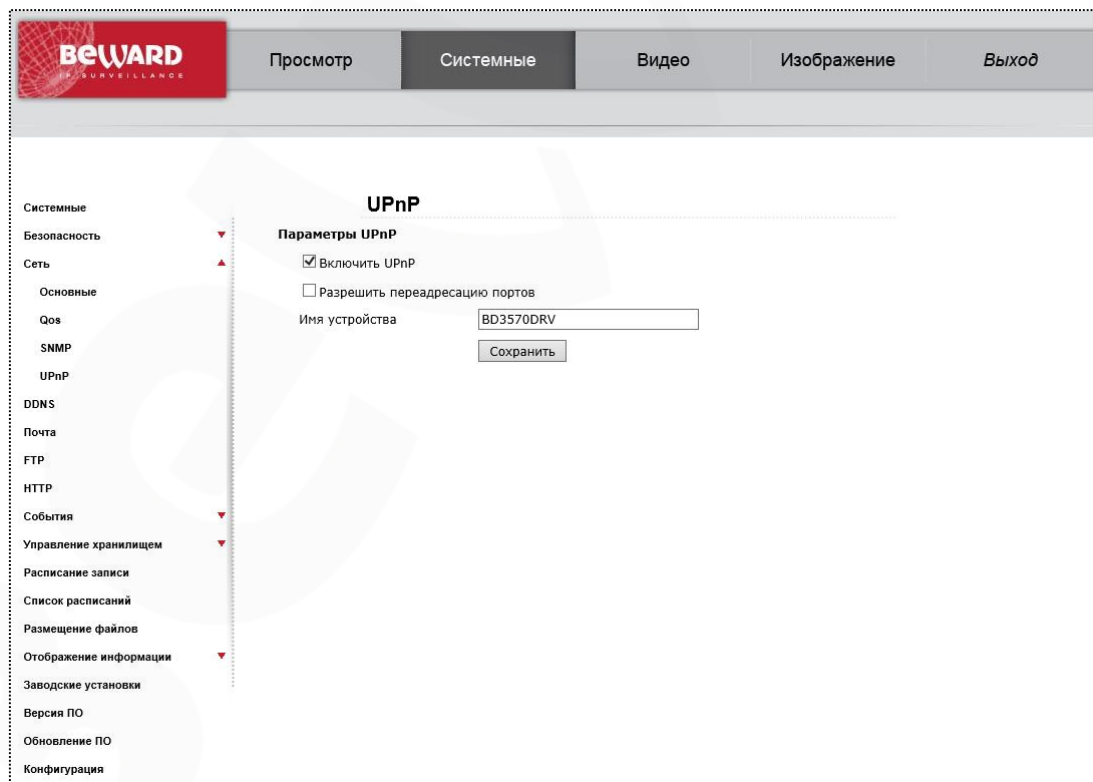 BEWARD
IP SURVEILLANCE
Просмотр
Системные
Видео
Изображение
Выход
Системные
Безопасность
Сеть
Основные
Qos
SNMP
UPnP
DDNS
Почта
FTP
HTTP
События
Управление хранилищем
Расписание записи
Список расписаний
Размещение файлов
Отображение информации
Заводские установки
Версия ПО
Обновление ПО
Конфигурация
UPnP
Параметры UPnP
Включить UPnP
Разрешить переадресацию портов
Имя устройства BD3570DRV
Сохранить